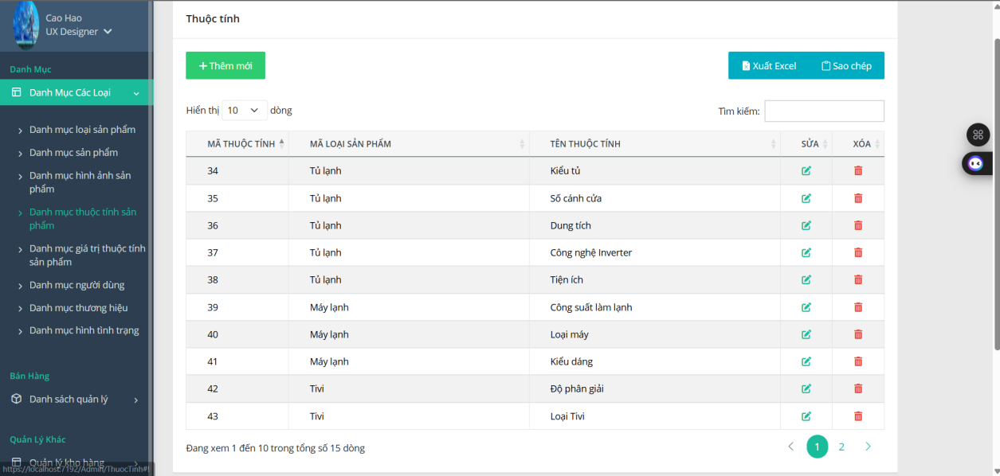 Cao Hao
UX Designer
Danh Mục
Danh Mục Các Loại
Danh mục loại sản phẩm
Danh mục sản phẩm
Danh mục hình ảnh sản
phẩm
Danh mục thuộc tính sản
phẩm
Danh mục giá trị thuộc tính
sản phẩm
Danh mục người dùng
Danh mục thương hiệu
Danh mục hình tình trạng
Bán Hàng
Danh sách quản lý
Quản Lý Khác
Quản lý kho hàng
https://localhost:7192/Admin/ThuocTinh#!
Thuộc tính
+ Thêm mới
Xuất Excel Sao chép
Hiển thị 10 dòng
Tìm kiếm:
MÃ THUỘC TÍNH MÃ LOẠI SẢN PHẨM TÊN THUỘC TÍNH SỬA XÓA
34 Tủ lạnh Kiểu tủ
35 Tủ lạnh Số cánh cửa
36 Tủ lạnh Dung tích
37 Tủ lạnh Công nghệ Inverter
38 Tủ lạnh Tiện ích
39 Máy lạnh Công suất làm lạnh
40 Máy lạnh Loại máy
41 Máy lạnh Kiểu dáng
42 Tivi Độ phân giải
43 Tivi Loại Tivi
Đang xem 1 đến 10 trong tổng số 15 dòng
1 2